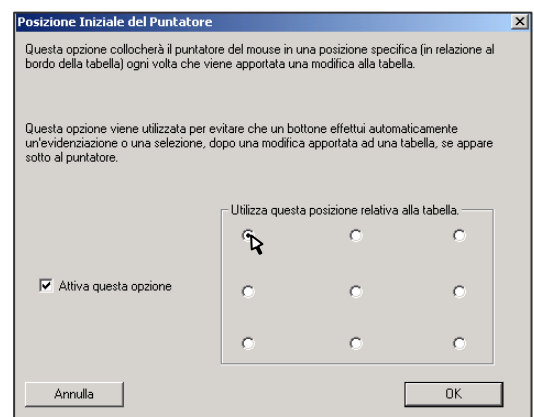 Posizione Iniziale del Puntatore
Questa opzione collocherà il puntatore del mouse in una posizione specifica (in relazione al
bordo della tabella) ogni volta che viene apportata una modifica alla tabella.
Questa opzione viene utilizzata per evitare che un bottone effettui automaticamente
un'evidenziazione o una selezione, dopo una modifica apportata ad una tabella, se appare
sotto al puntatore.
Utilizza questa posizione relativa alla tabella.
Attiva questa opzione
Annulla
OK